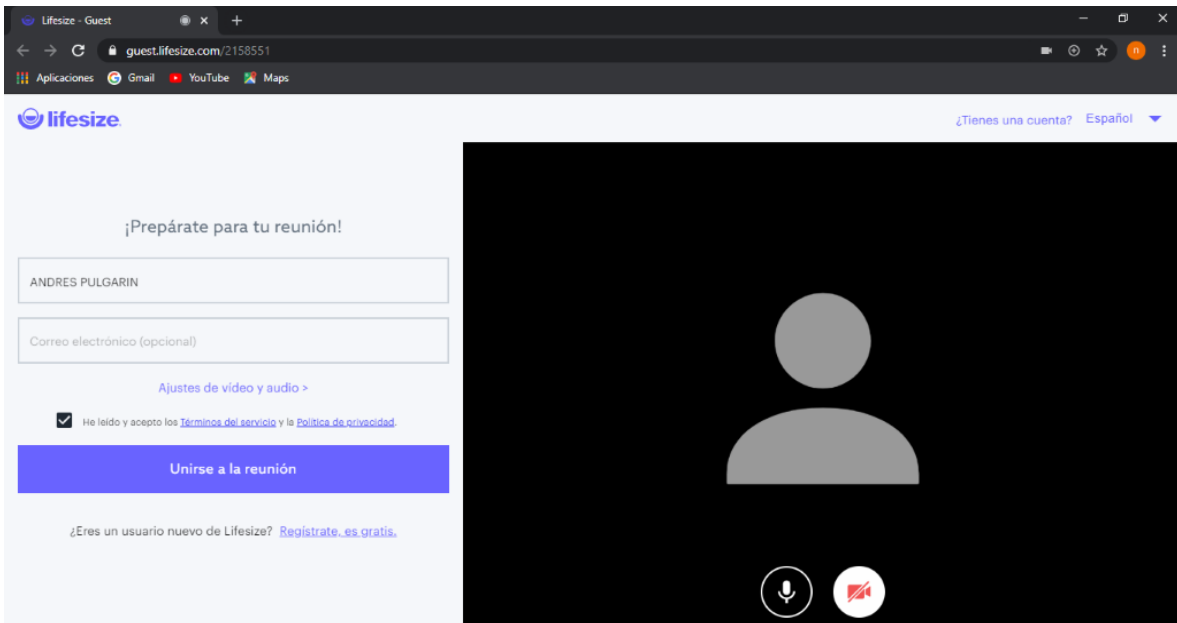 Lifesize - Guest
guest.lifesize.com/2158551
n
Aplicaciones Gmail YouTube Maps
lifesize
¿Tienes una cuenta? Español
¡Prepárate para tu reunión!
ANDRES PULGARIN
Correo electrónico (opcional)
Ajustes de vídeo y audio >
He leído y acepto los Términos del servicio y la Política de privacidad.
Unirse a la reunión
¿Eres un usuario nuevo de Lifesize? Regístrate, es gratis.